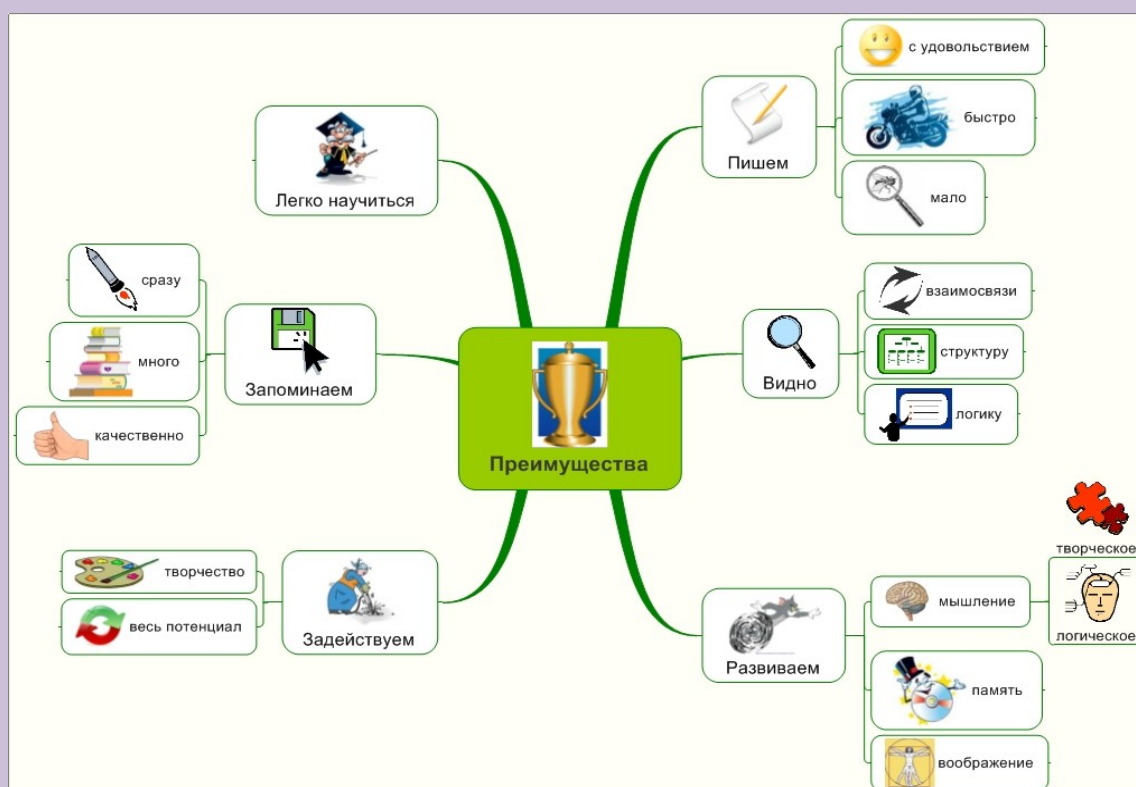 Преимущества
Пишем
с удовольствием
быстро
мало
Видно
взаимосвязи
структуру
логику
Развиваем
мышление
творческое
логическое
память
воображение
Задействуем
творчество
весь потенциал
Запоминаем
сразу
много
качественно
Легко научиться